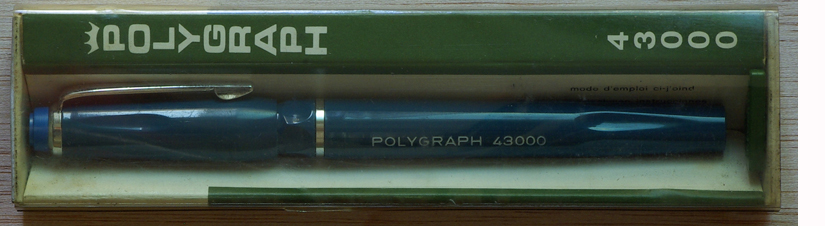 POLYGRAPH 43000
mode d'emploi ci-joint
POLYGRAPH 43000